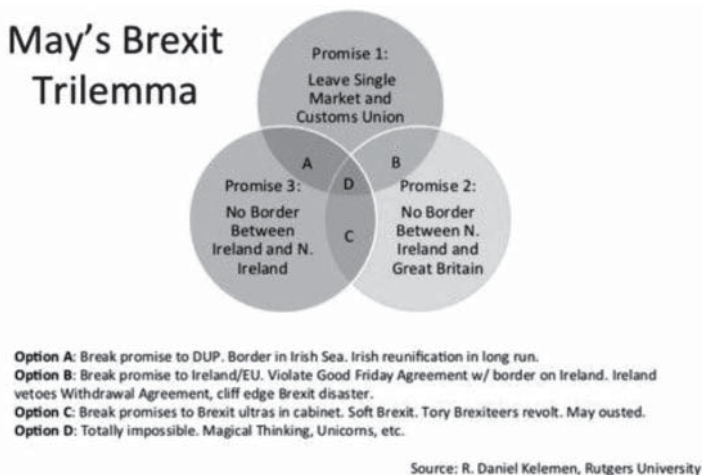 May's Brexit
Trilemma
Promise 1:
Leave Single
Market and
Customs Union
A
B
D
Promise 3:
No Border
Between
Ireland and N.
Ireland
C
Promise 2:
No Border
Between N.
Ireland and
Great Britain
Option A: Break promise to DUP. Border in Irish Sea. Irish reunification in long run.
Option B: Break promise to Ireland/EU. Violate Good Friday Agreement w/ border on Ireland. Ireland
vetoes Withdrawal Agreement, cliff edge Brexit disaster.
Option C: Break promises to Brexit ultras in cabinet. Soft Brexit. Tory Brexiteers revolt. May ousted.
Option D: Totally impossible. Magical Thinking, Unicorns, etc.
Source: R. Daniel Kelemen, Rutgers University